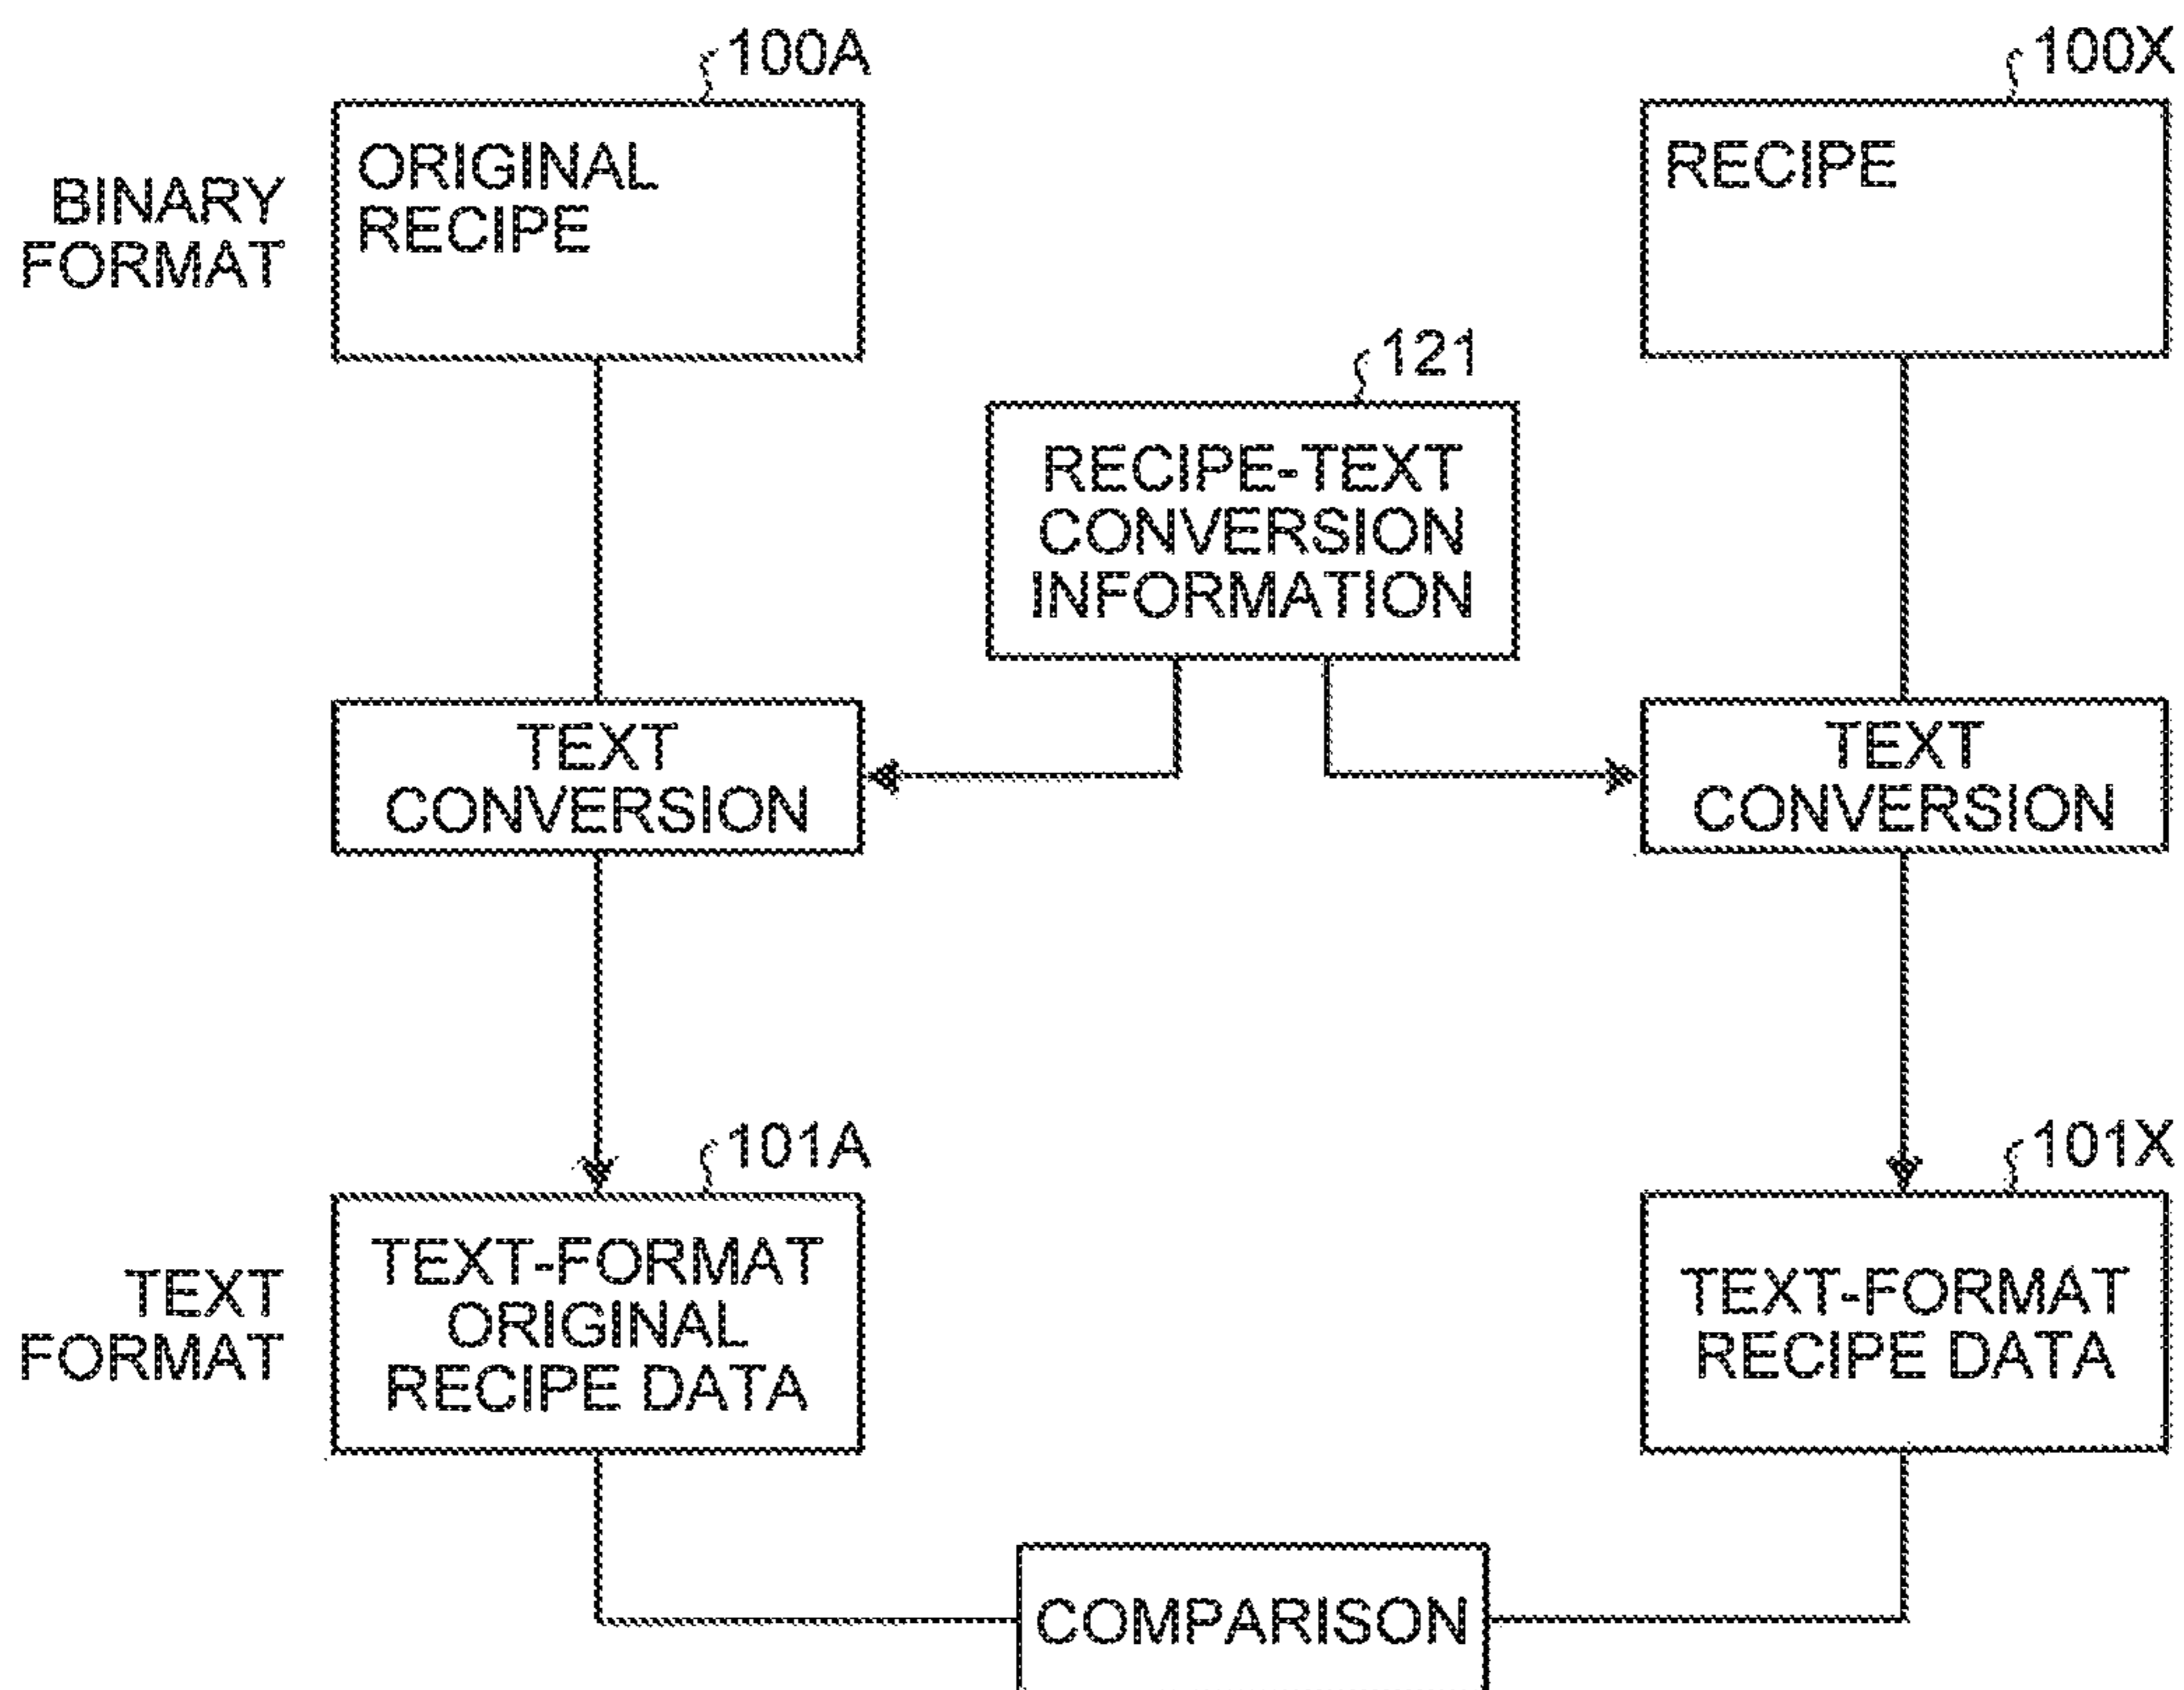 100A
100X
BINARY
FORMAT
ORIGINAL
RECIPE
RECIPE
121
RECIPE-TEXT
CONVERSION
INFORMATION
TEXT
CONVERSION
TEXT
CONVERSION
101A
101X
TEXT
FORMAT
TEXT-FORMAT
ORIGINAL
RECIPE DATA
TEXT-FORMAT
RECIPE DATA
COMPARISON